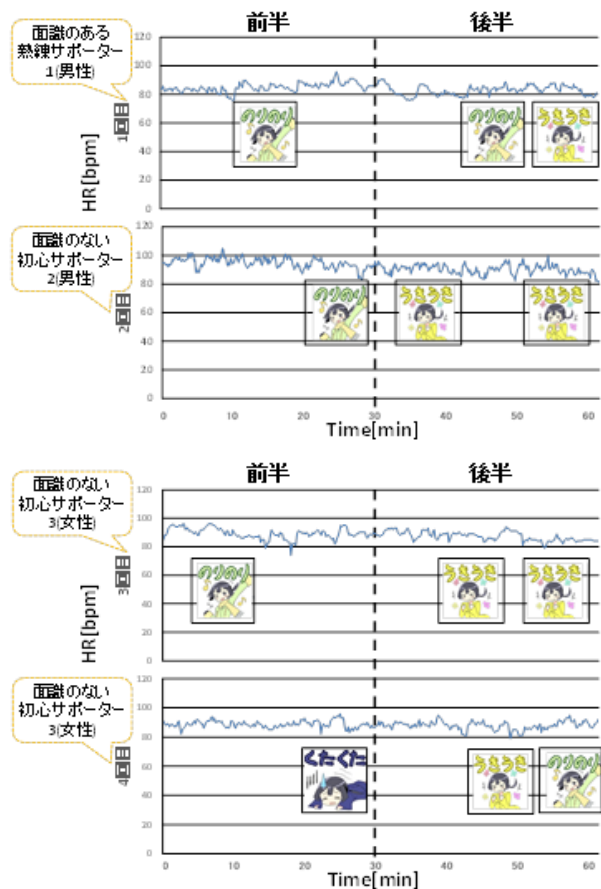 前半
後半
面識のある
熟練サポーター
1(男性)
1回目
120
100
80
60
40
20
0
HR[bpm]
のりのり
のりのり
うきうき
面識のない
初心サポーター
2(男性)
2回目
120
100
80
60
40
20
0
のりのり
うきうき
うきうき
0
10
20
30
40
50
60
Time[min]
前半
後半
面識のない
初心サポーター
3(女性)
3回目
120
100
80
60
40
20
0
HR[bpm]
のりのり
うきうき
うきうき
面識のない
初心サポーター
3(女性)
4回目
120
100
80
60
40
20
0
くたくた
うきうき
のりのり
0
10
20
30
40
50
60
Time[min]